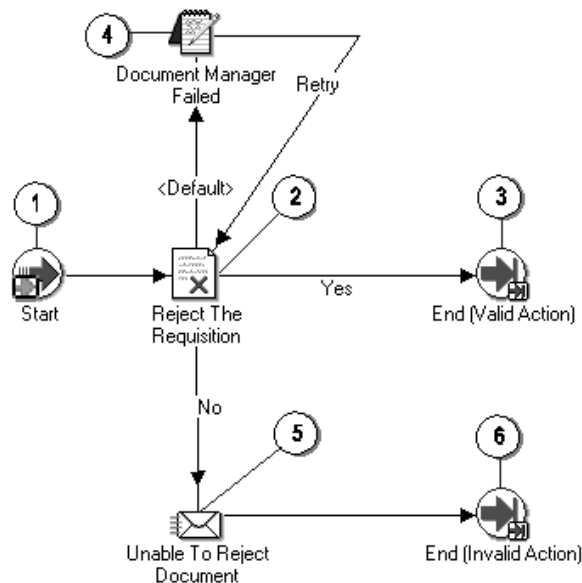 4
Document Manager
Failed
Retry
<Default>
1
2
3
Start
Reject The
Requisition
Yes
End (Valid Action)
No
5
6
Unable To Reject
Document
End (Invalid Action)